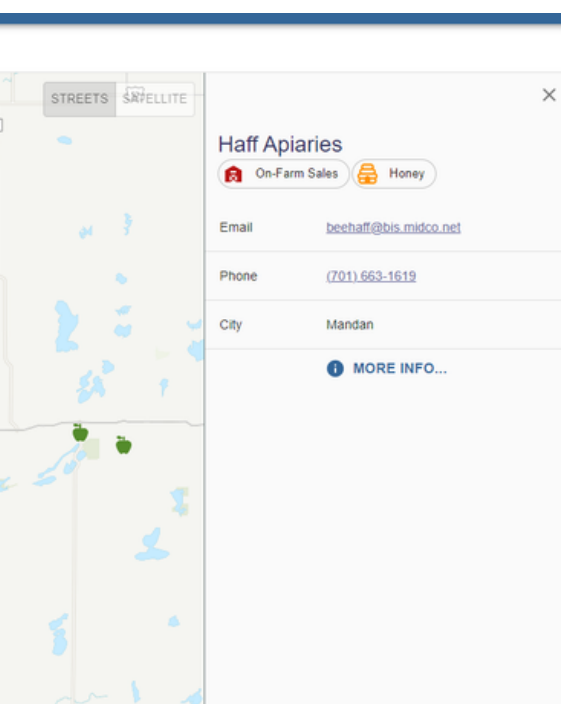 STREETS SATELLITE
×
Haff Apiaries
On-Farm Sales Honey
Email beehaff@bis.midco.net
Phone (701) 663-1619
City Mandan
MORE INFO...